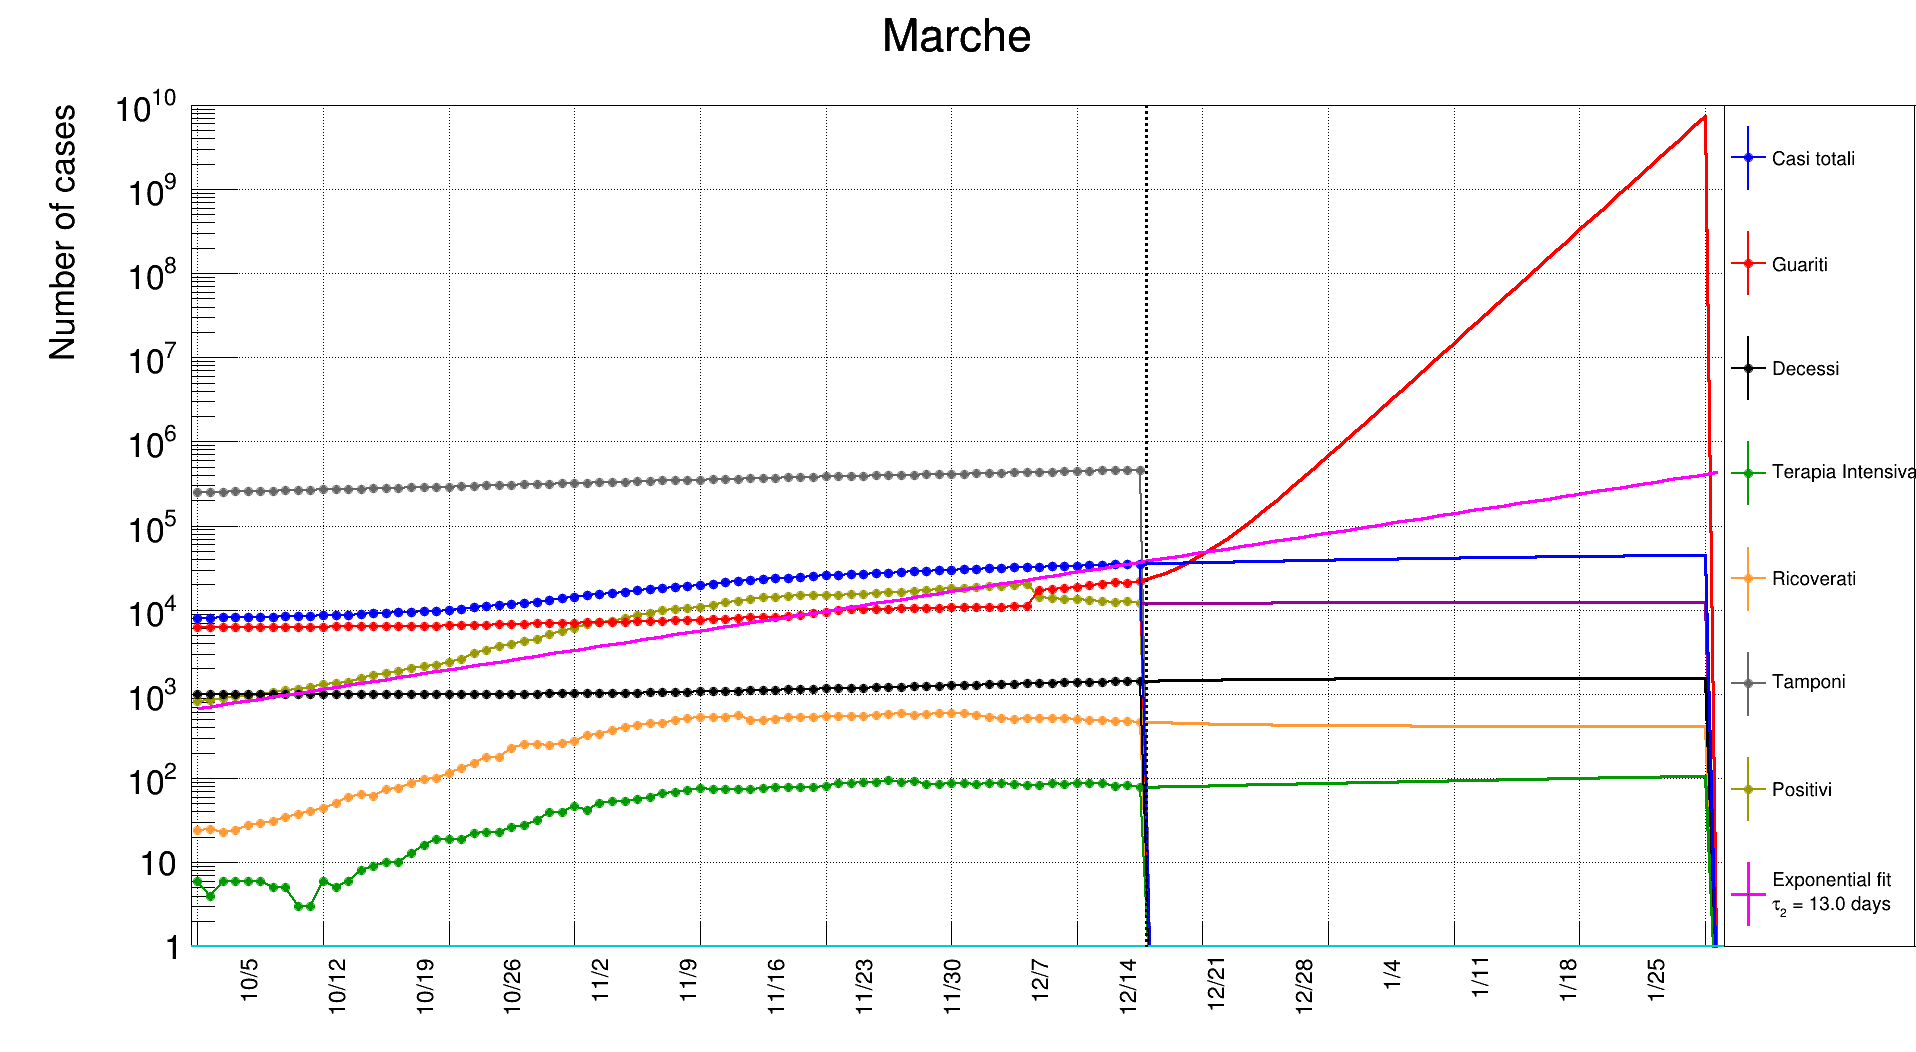 Marche
Number of cases
10^10
10^9
10^8
10^7
10^6
10^5
10^4
10^3
10^2
10
1
10/5
10/12
10/19
10/26
11/2
11/9
11/16
11/23
11/30
12/7
12/14
12/21
12/28
1/4
1/11
1/18
1/25
Casi totali
Guariti
Decessi
Terapia Intensiva
Ricoverati
Tamponi
Positivi
Exponential fit
τ₂ = 13.0 days